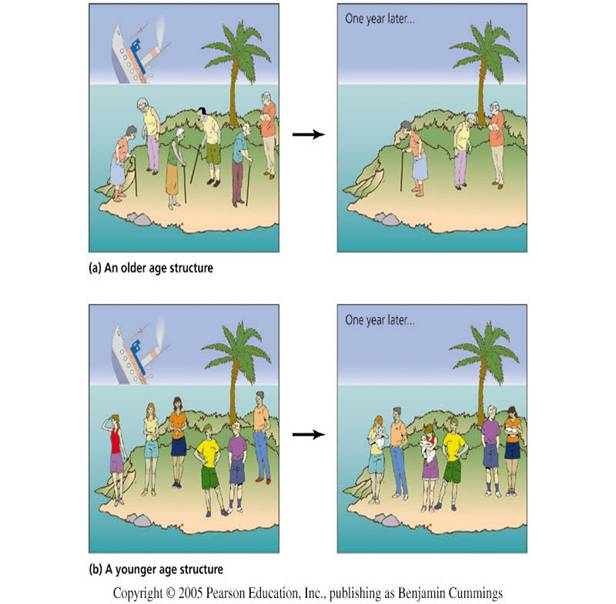 One year later...
(a) An older age structure
One year later...
(b) A younger age structure
Copyright © 2005 Pearson Education, Inc., publishing as Benjamin Cummings